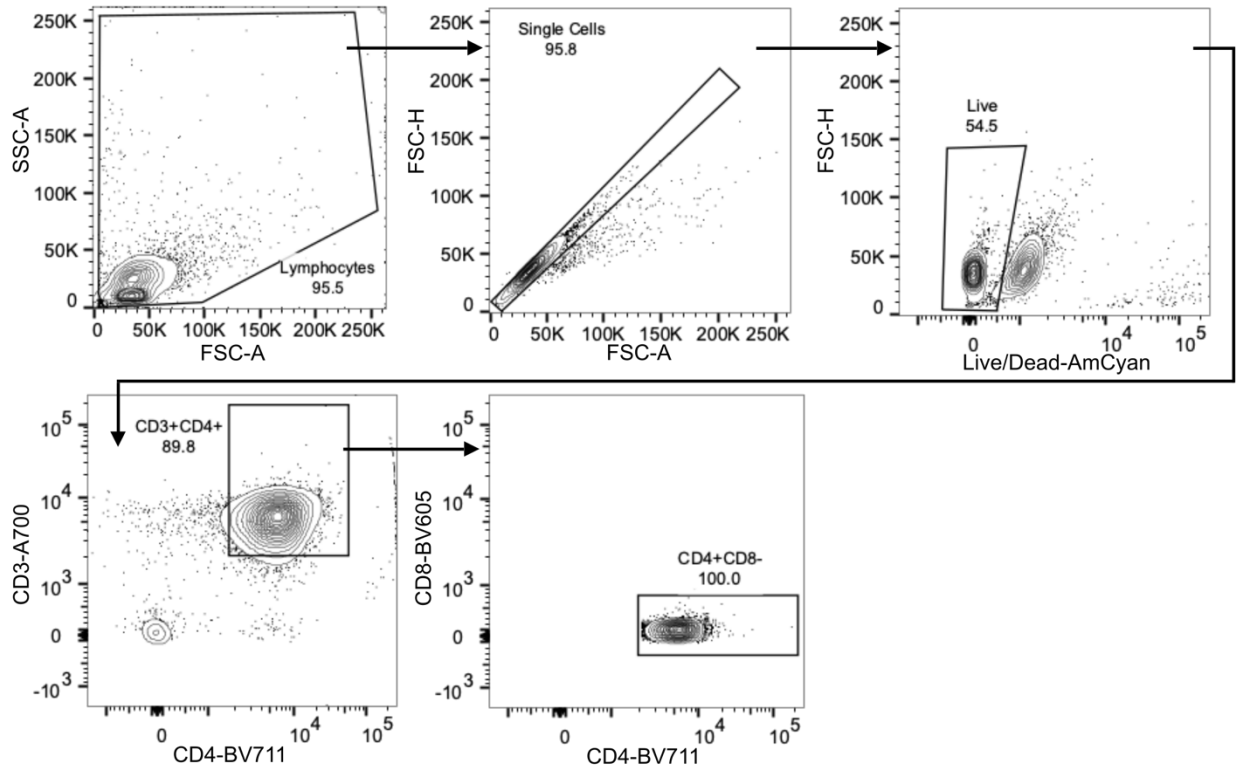 250K
200K
150K
100K
50K
0
SSC-A
Lymphocytes
95.5
0 50K 100K 150K 200K 250K
FSC-A
250K
200K
150K
100K
50K
0
FSC-H
Single Cells
95.8
0 50K 100K 150K 200K 250K
FSC-A
250K
200K
150K
100K
50K
0
FSC-H
Live
54.5
0 10^4 10^5
Live/Dead-AmCyan
10^5
10^4
10^3
0
-10^3
CD3-A700
CD3+CD4+
89.8
0 10^4 10^5
CD4-BV711
10^5
10^4
10^3
0
-10^3
CD8-BV605
CD4+CD8-
100.0
0 10^4 10^5
CD4-BV711